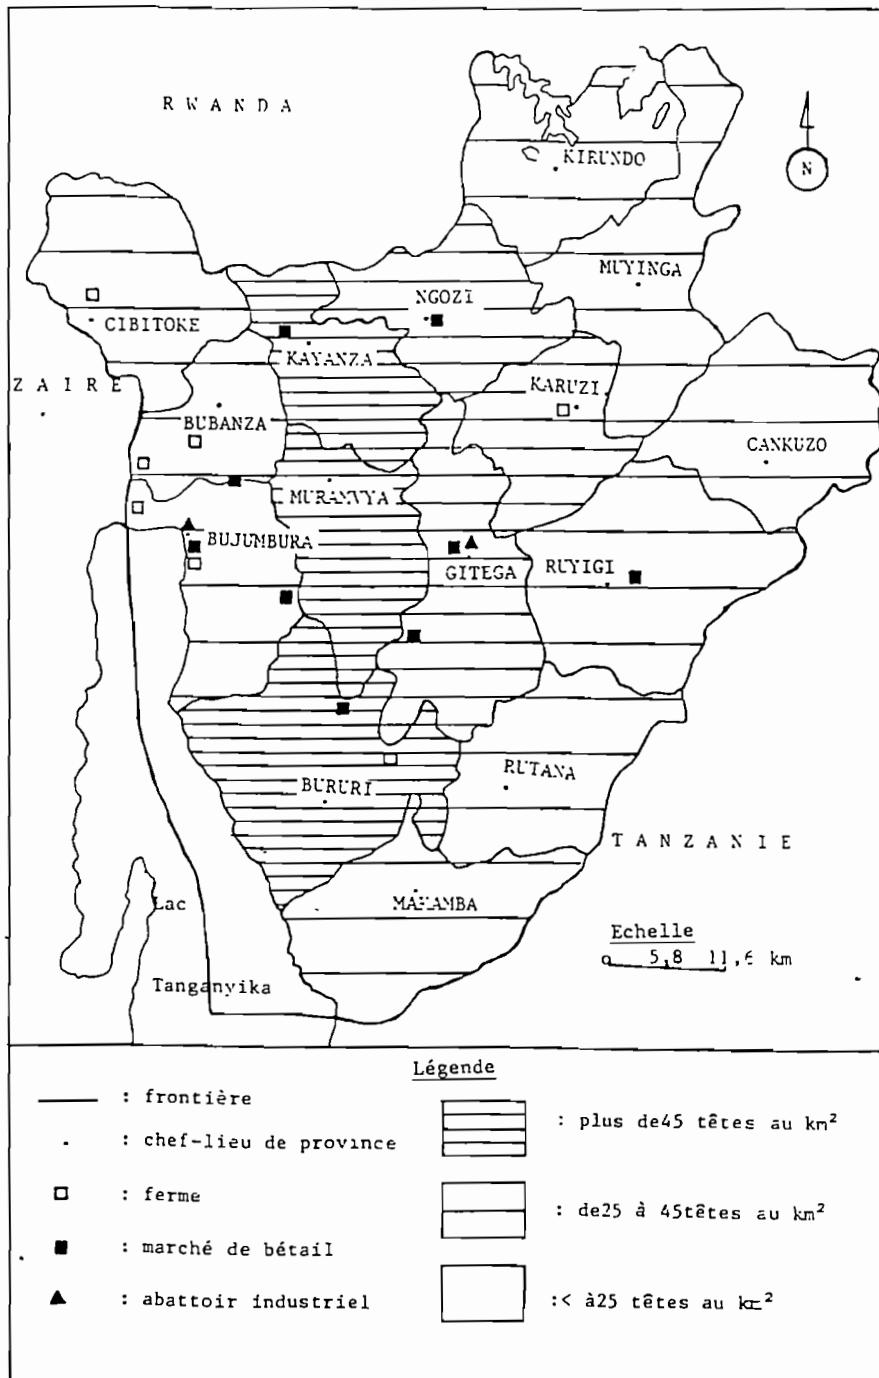 RWANDA
N
KIRUNDO
MUYINGA
NGOZI
CIBITOKE
KAYANZA
ZAIRE
KARUZI
BUBANZA
CANKUZO
MURAMVYA
BUJUMBURA
GITEGA
RUYIGI
RUTANA
BURURI
TANZANIE
MAKAMBA
Lac
Tanganyika
Echelle
0 5,8 11,6 km
Légende
: frontière
: chef-lieu de province
: ferme
: marché de bétail
: abattoir industriel
: plus de45 têtes au km²
: de25 à 45têtes au km²
:< à25 têtes au km²